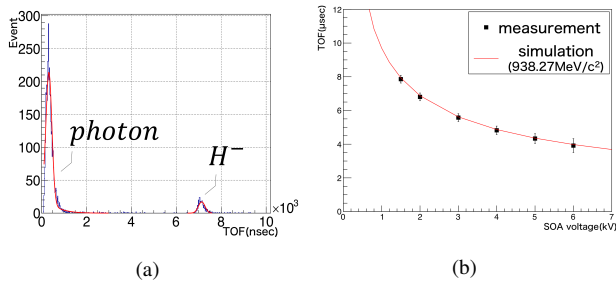 Event
300
250
200
150
100
50
0
photon
H⁻
0 2 4 6 8 10
×10³
TOF(nsec)
(a)
TOF(μsec)
12
10
8
6
4
2
0
measurement
simulation
(938.27MeV/c²)
0 1 2 3 4 5 6 7
SOA voltage(kV)
(b)